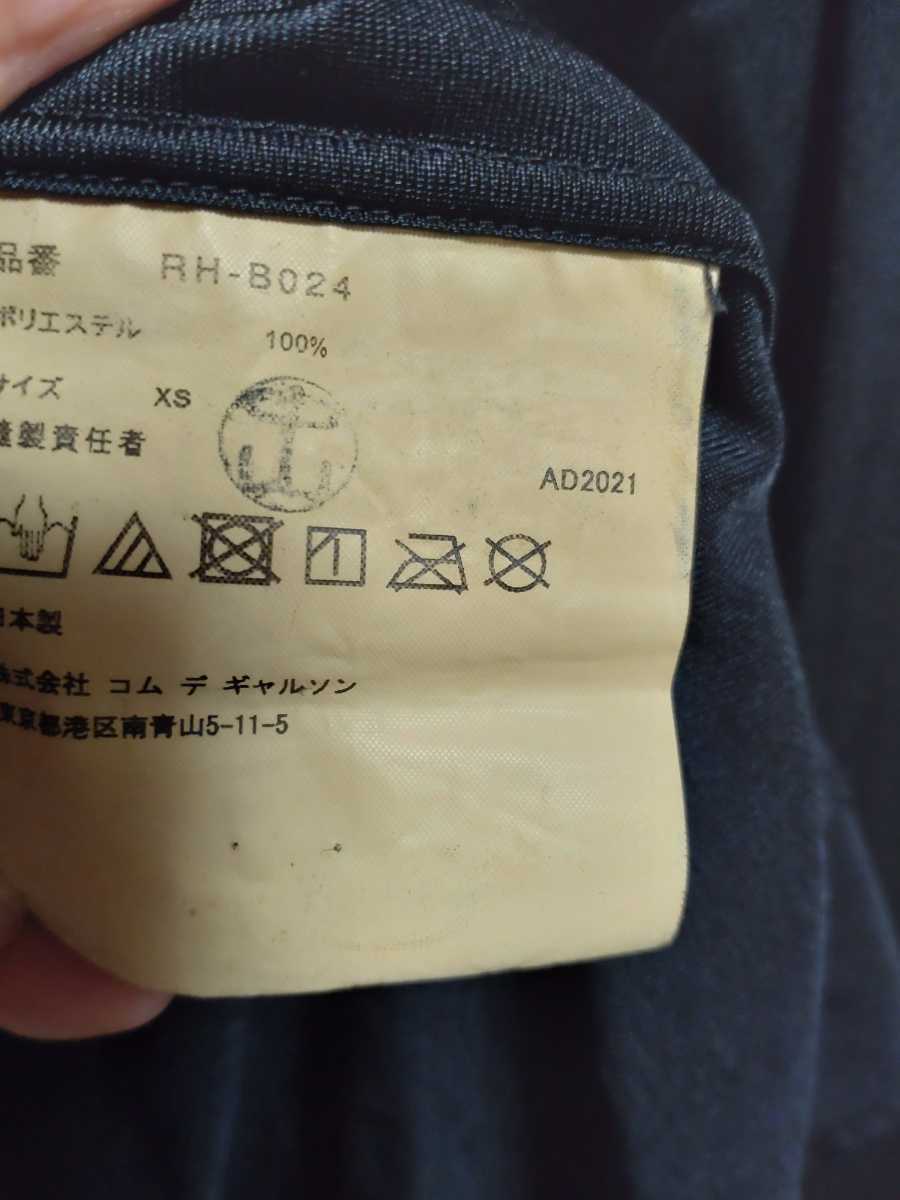 品番 RH-B024
ポリエステル 100%
サイズ XS
縫製責任者
AD2021
日本製
株式会社 コム デ ギャルソン
東京都港区南青山5-11-5